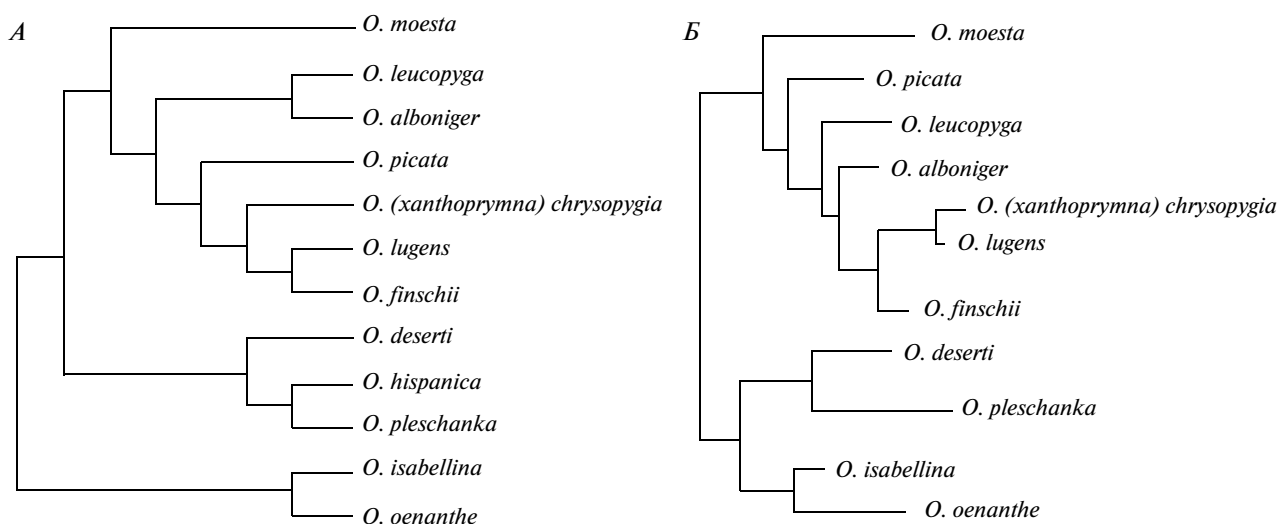 А
O. moesta
O. leucopyga
O. alboniger
O. picata
O. (xanthoprymna) chrysopygia
O. lugens
O. finschii
O. deserti
O. hispanica
O. pleschanka
O. isabellina
O. oenanthe
Б
O. moesta
O. picata
O. leucopyga
O. alboniger
O. (xanthoprymna) chrysopygia
O. lugens
O. finschii
O. deserti
O. pleschanka
O. isabellina
O. oenanthe